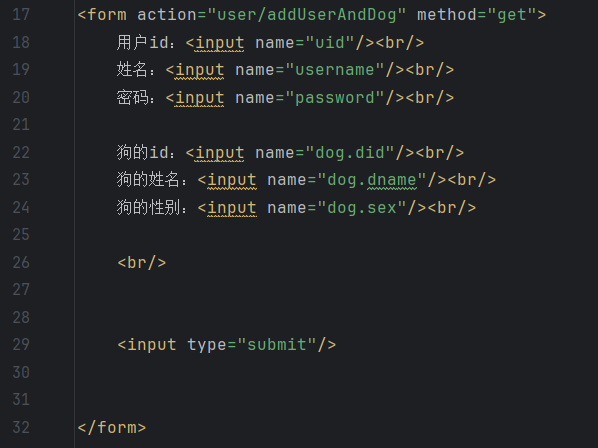 17 <form action="user/addUserAndDog" method="get">
18 用户id：<input name="uid"/><br/>
19 姓名：<input name="username"/><br/>
20 密码：<input name="password"/><br/>
21
22 狗的id：<input name="dog.did"/><br/>
23 狗的姓名：<input name="dog.dname"/><br/>
24 狗的性别：<input name="dog.sex"/><br/>
25
26 <br/>
27
28
29 <input type="submit"/>
30
31
32 </form>